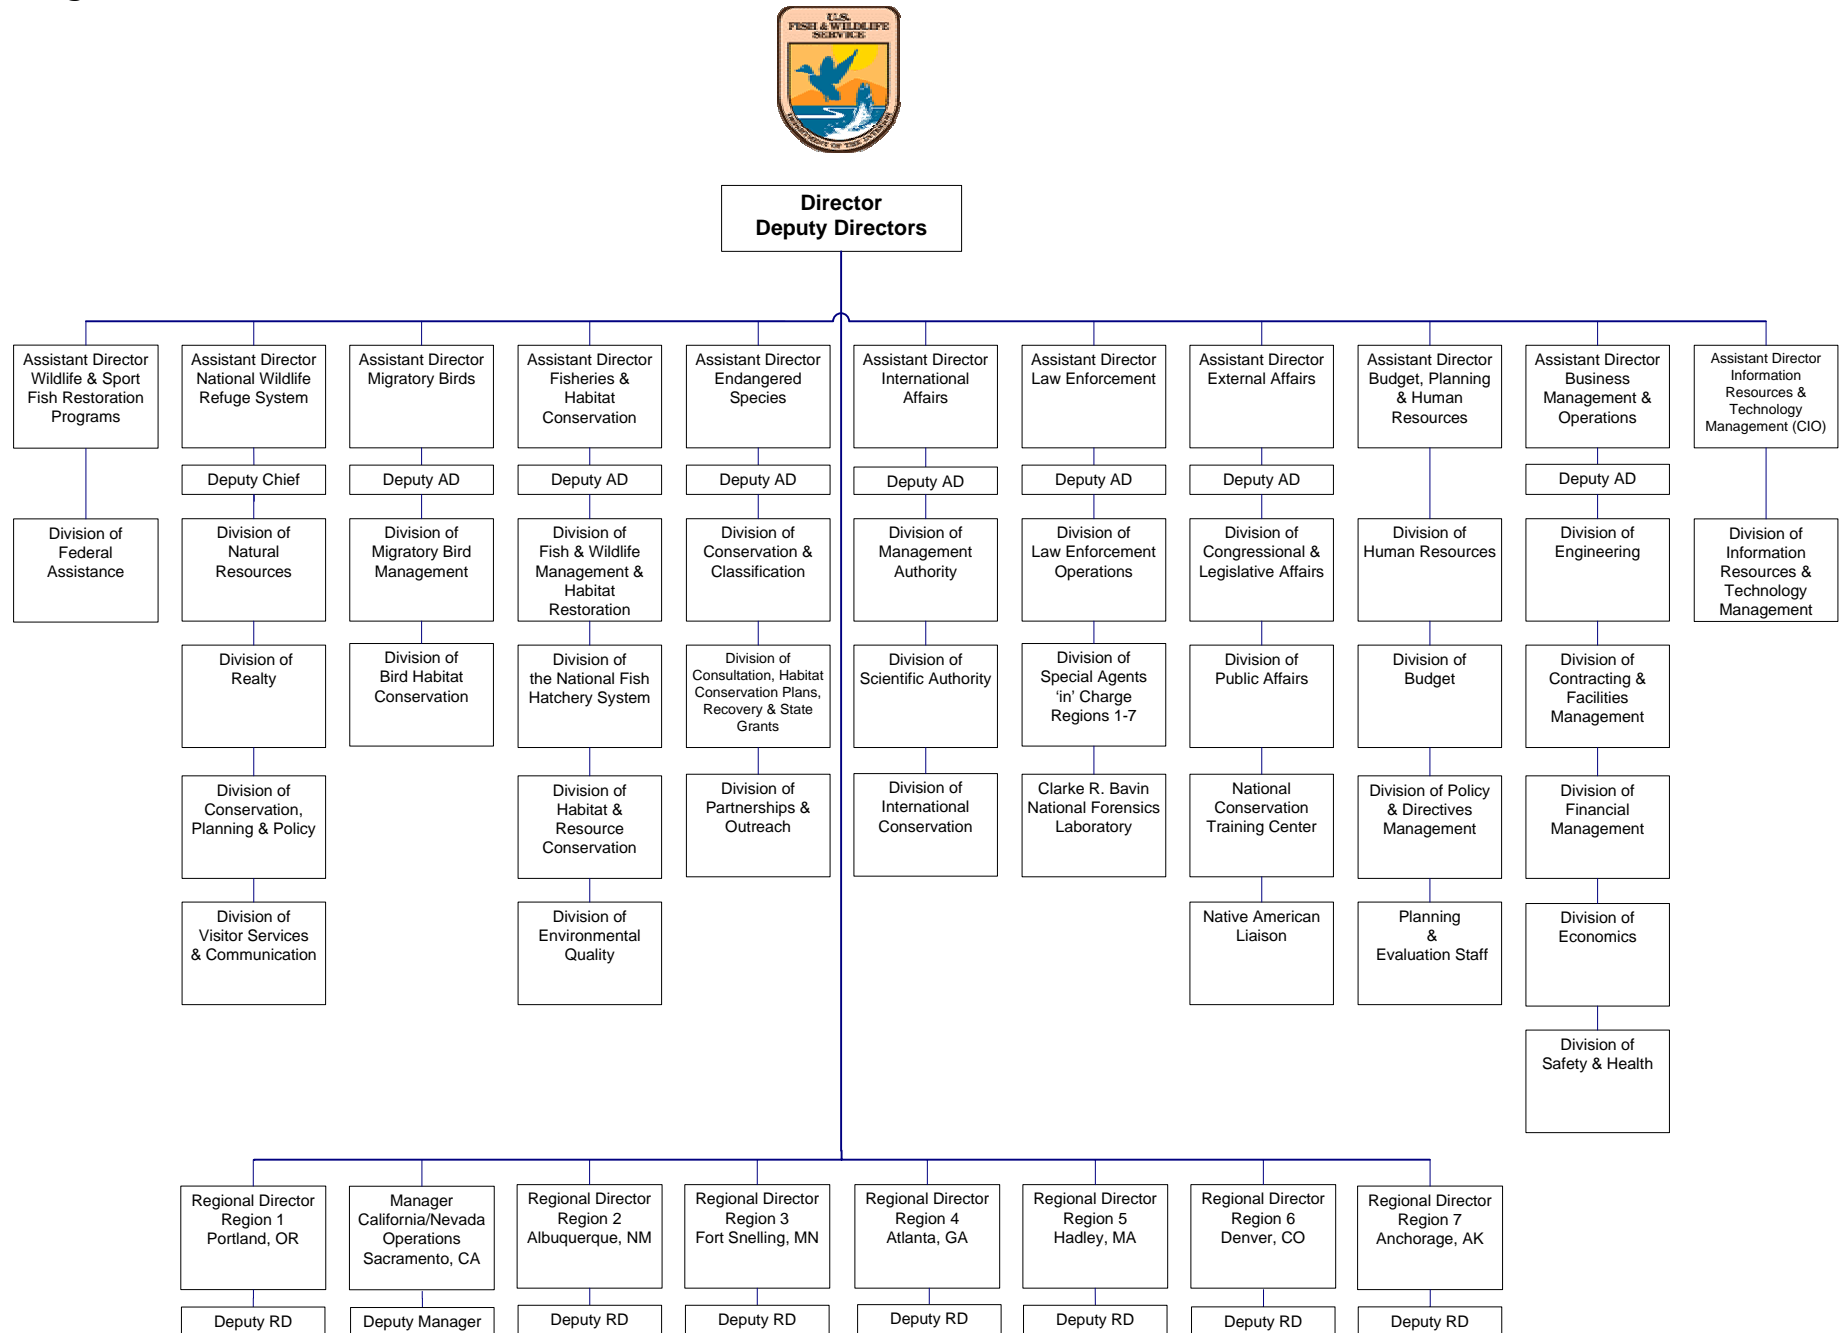 U.S.
FISH & WILDLIFE
SERVICE
DEPARTMENT OF THE INTERIOR
Director
Deputy Directors
Assistant Director
Wildlife & Sport
Fish Restoration
Programs
Assistant Director
National Wildlife
Refuge System
Assistant Director
Migratory Birds
Assistant Director
Fisheries &
Habitat
Conservation
Assistant Director
Endangered
Species
Assistant Director
International
Affairs
Assistant Director
Law Enforcement
Assistant Director
External Affairs
Assistant Director
Budget, Planning
& Human
Resources
Assistant Director
Business
Management &
Operations
Assistant Director
Information
Resources &
Technology
Management (CIO)
Deputy Chief
Deputy AD
Deputy AD
Deputy AD
Deputy AD
Deputy AD
Deputy AD
Deputy AD
Division of
Federal
Assistance
Division of
Natural
Resources
Division of
Migratory Bird
Management
Division of
Fish & Wildlife
Management &
Habitat
Restoration
Division of
Conservation &
Classification
Division of
Management
Authority
Division of
Law Enforcement
Operations
Division of
Congressional &
Legislative Affairs
Division of
Human Resources
Division of
Engineering
Division of
Information
Resources &
Technology
Management
Division of
Realty
Division of
Bird Habitat
Conservation
Division of
the National Fish
Hatchery System
Division of
Consultation, Habitat
Conservation Plans,
Recovery & State
Grants
Division of
Scientific Authority
Division of
Special Agents
‘in’ Charge
Regions 1-7
Division of
Public Affairs
Division of
Budget
Division of
Contracting &
Facilities
Management
Division of
Conservation,
Planning & Policy
Division of
Habitat &
Resource
Conservation
Division of
Partnerships &
Outreach
Division of
International
Conservation
Clarke R. Bavin
National Forensics
Laboratory
National
Conservation
Training Center
Division of Policy
& Directives
Management
Division of
Financial
Management
Division of
Visitor Services
& Communication
Division of
Environmental
Quality
Native American
Liaison
Planning
&
Evaluation Staff
Division of
Economics
Division of
Safety & Health
Regional Director
Region 1
Portland, OR
Manager
California/Nevada
Operations
Sacramento, CA
Regional Director
Region 2
Albuquerque, NM
Regional Director
Region 3
Fort Snelling, MN
Regional Director
Region 4
Atlanta, GA
Regional Director
Region 5
Hadley, MA
Regional Director
Region 6
Denver, CO
Regional Director
Region 7
Anchorage, AK
Deputy RD
Deputy Manager
Deputy RD
Deputy RD
Deputy RD
Deputy RD
Deputy RD
Deputy RD